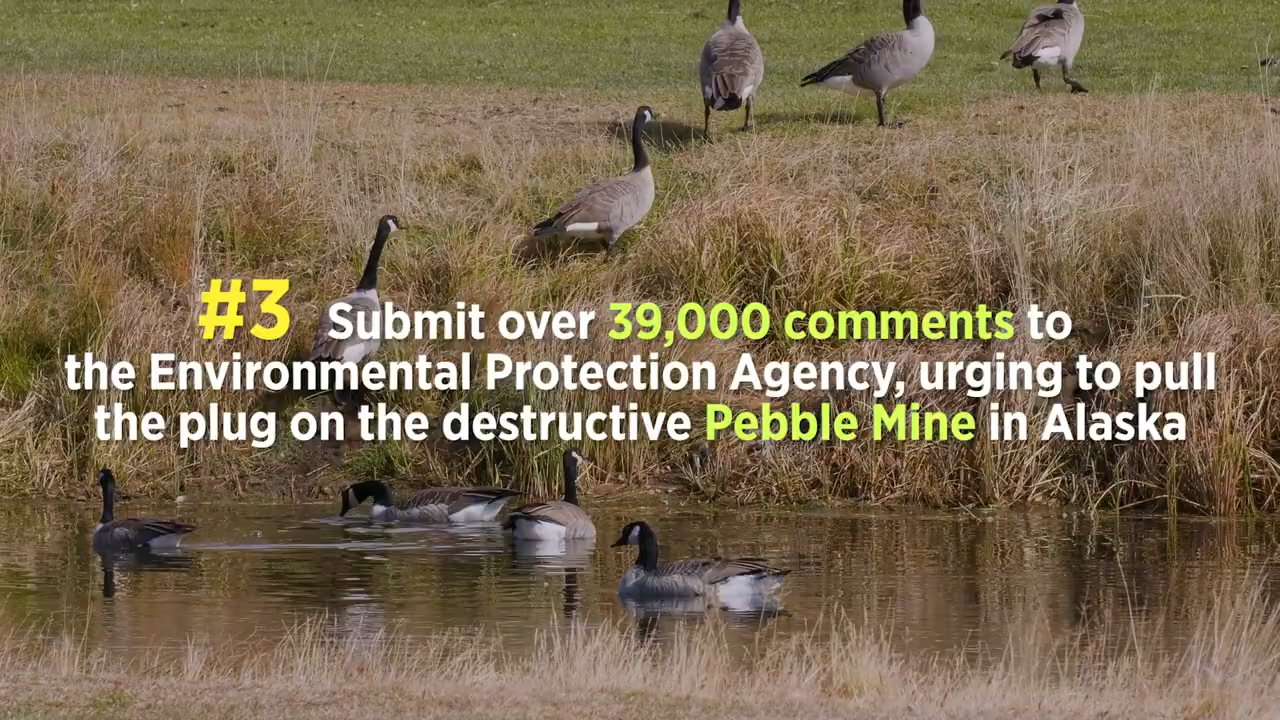 #3 Submit over 39,000 comments to
the Environmental Protection Agency, urging to pull
the plug on the destructive Pebble Mine in Alaska